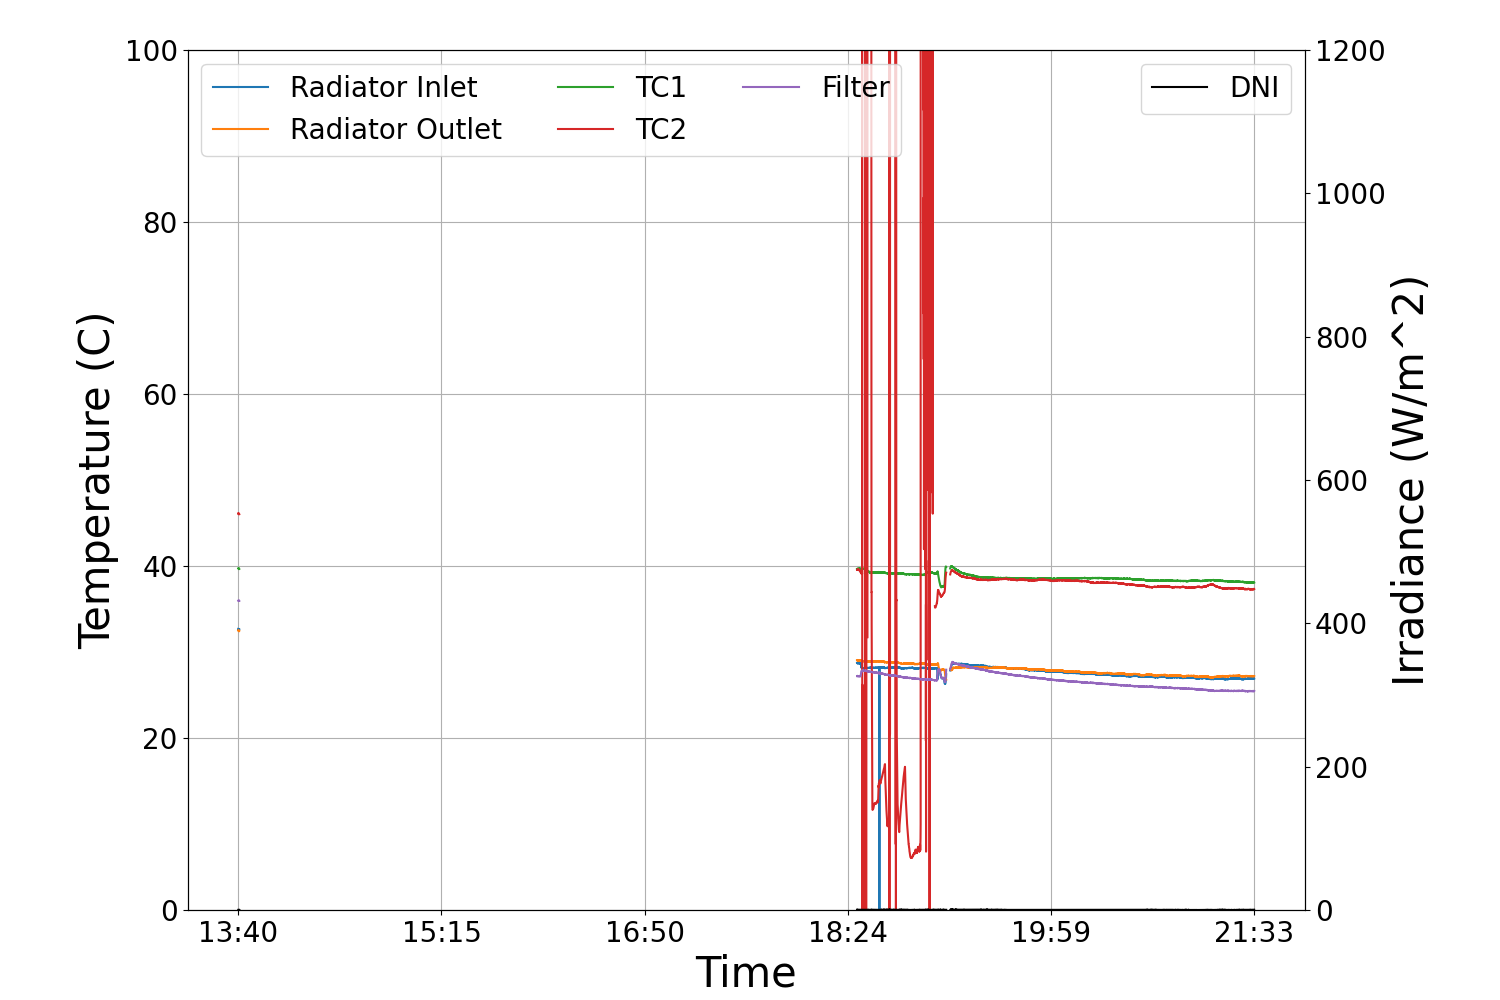 100
80
60
40
20
0
Temperature (C)
Radiator Inlet
Radiator Outlet
TC1
TC2
Filter
DNI
1200
1000
800
600
400
200
0
Irradiance (W/m^2)
13:40 15:15 16:50 18:24 19:59 21:33
Time